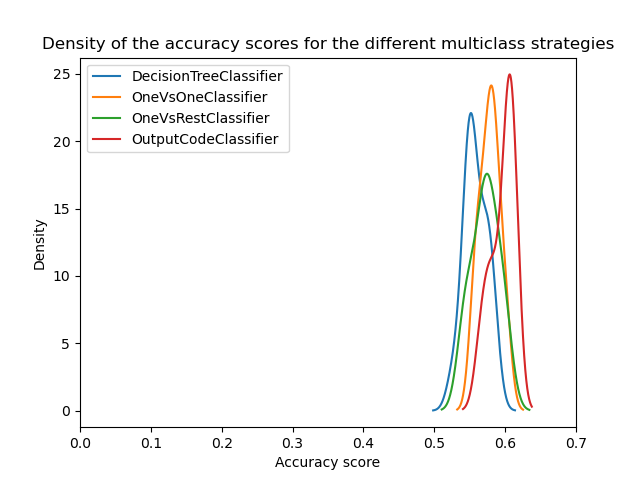 Density of the accuracy scores for the different multiclass strategies
DecisionTreeClassifier
OneVsOneClassifier
OneVsRestClassifier
OutputCodeClassifier
25
20
15
10
5
0
Density
0.0 0.1 0.2 0.3 0.4 0.5 0.6 0.7
Accuracy score